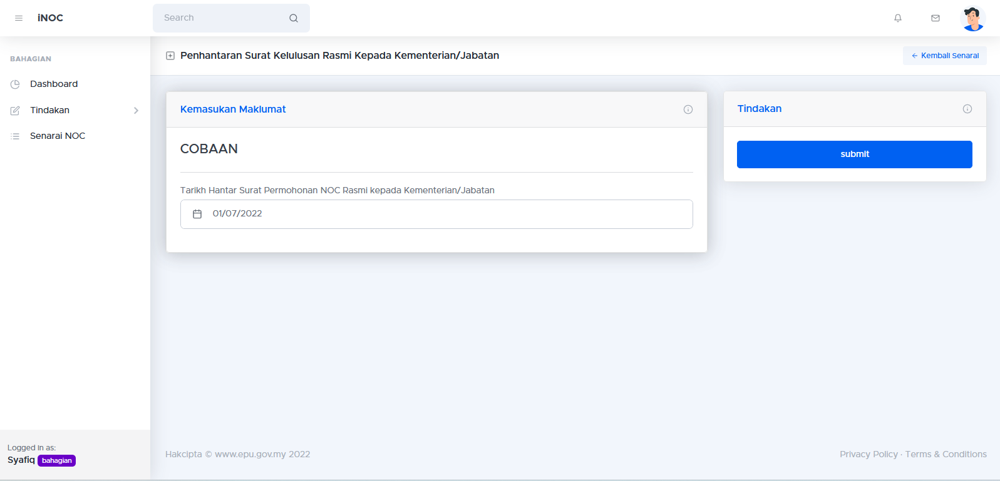 iNOC
Search
BAHAGIAN
Dashboard
Tindakan
Senarai NOC
Logged in as:
Syafiq bahagian
Penhantaran Surat Kelulusan Rasmi Kepada Kementerian/Jabatan
Kembali Senarai
Kemasukan Maklumat
COBAAN
Tarikh Hantar Surat Permohonan NOC Rasmi kepada Kementerian/Jabatan
01/07/2022
Tindakan
submit
Hakcipta © www.epu.gov.my 2022
Privacy Policy · Terms & Conditions